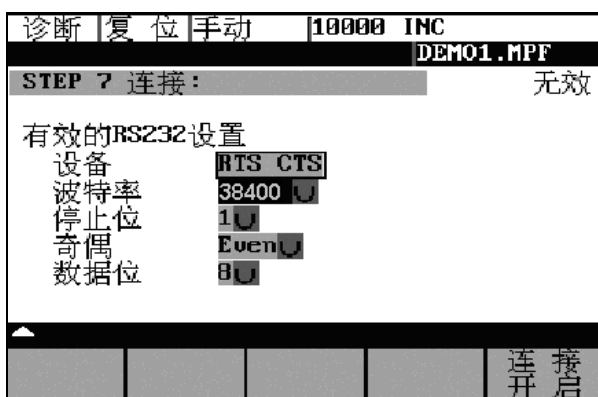 诊断 复 位 手动 10000 INC
DEMO1.MPF
STEP 7 连接: 无效
有效的RS232设置
设备 RTS CTS
波特率 38400
停止位 1
奇偶 Even
数据位 8
连 接
开 启